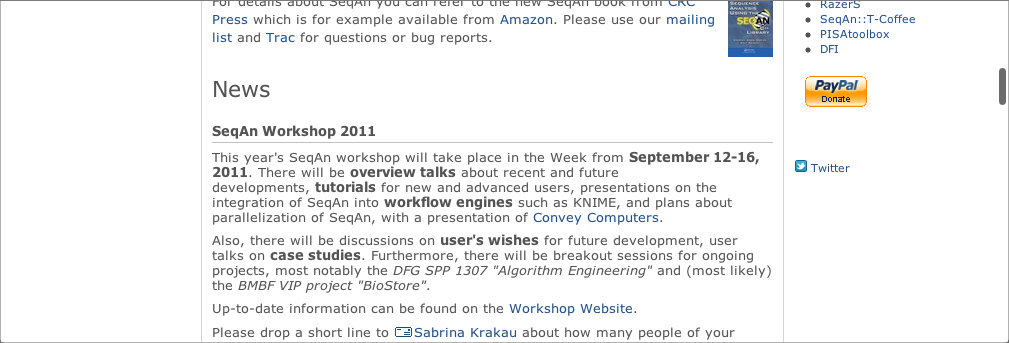 For details about SeqAn you can refer to the new SeqAn book from CRC
Press which is for example available from Amazon. Please use our mailing
list and Trac for questions or bug reports.
SEQUENCE
ANALYSIS
USING THE
SEQAN
C++
LIBRARY
News
SeqAn Workshop 2011
This year's SeqAn workshop will take place in the Week from September 12-16,
2011. There will be overview talks about recent and future
developments, tutorials for new and advanced users, presentations on the
integration of SeqAn into workflow engines such as KNIME, and plans about
parallelization of SeqAn, with a presentation of Convey Computers.
Also, there will be discussions on user's wishes for future development, user
talks on case studies. Furthermore, there will be breakout sessions for ongoing
projects, most notably the DFG SPP 1307 "Algorithm Engineering" and (most likely)
the BMBF VIP project "BioStore".
Up-to-date information can be found on the Workshop Website.
Please drop a short line to Sabrina Krakau about how many people of your
RazerS
SeqAn::T-Coffee
PISAtoolbox
DFI
PayPal
Donate
Twitter